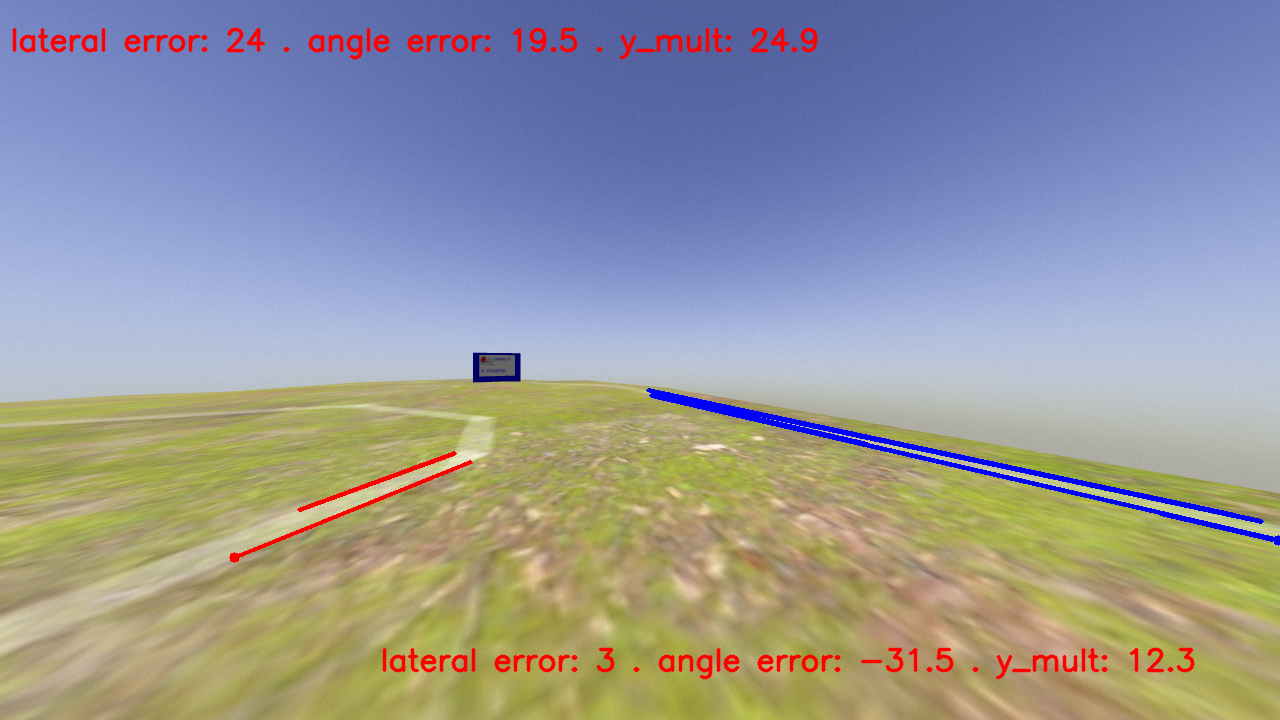 lateral error: 24 . angle error: 19.5 . y_mult: 24.9
lateral error: 3 . angle error: -31.5 . y_mult: 12.3